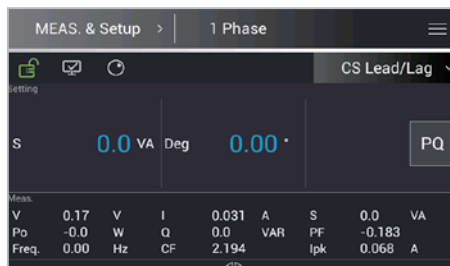 MEAS. & Setup > 1 Phase
CS Lead/Lag
Setting
S 0.0 VA Deg 0.00 ° PQ
Meas.
V 0.17 V I 0.031 A S 0.0 VA
Po -0.0 W Q 0.0 VAR PF -0.183
Freq. 0.00 Hz CF 2.194 Ipk 0.068 A